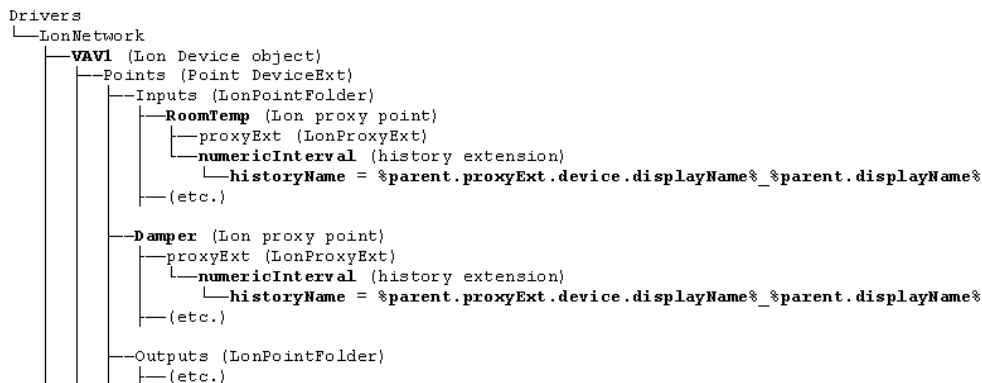 Drivers
LonNetwork
VAV1 (Lon Device object)
Points (Point DeviceExt)
Inputs (LonPointFolder)
RoomTemp (Lon proxy point)
proxyExt (LonProxyExt)
numericInterval (history extension)
historyName = %parent.proxyExt.device.displayName%_%parent.displayName%
(etc.)
Damper (Lon proxy point)
proxyExt (LonProxyExt)
numericInterval (history extension)
historyName = %parent.proxyExt.device.displayName%_%parent.displayName%
(etc.)
Outputs (LonPointFolder)
(etc.)